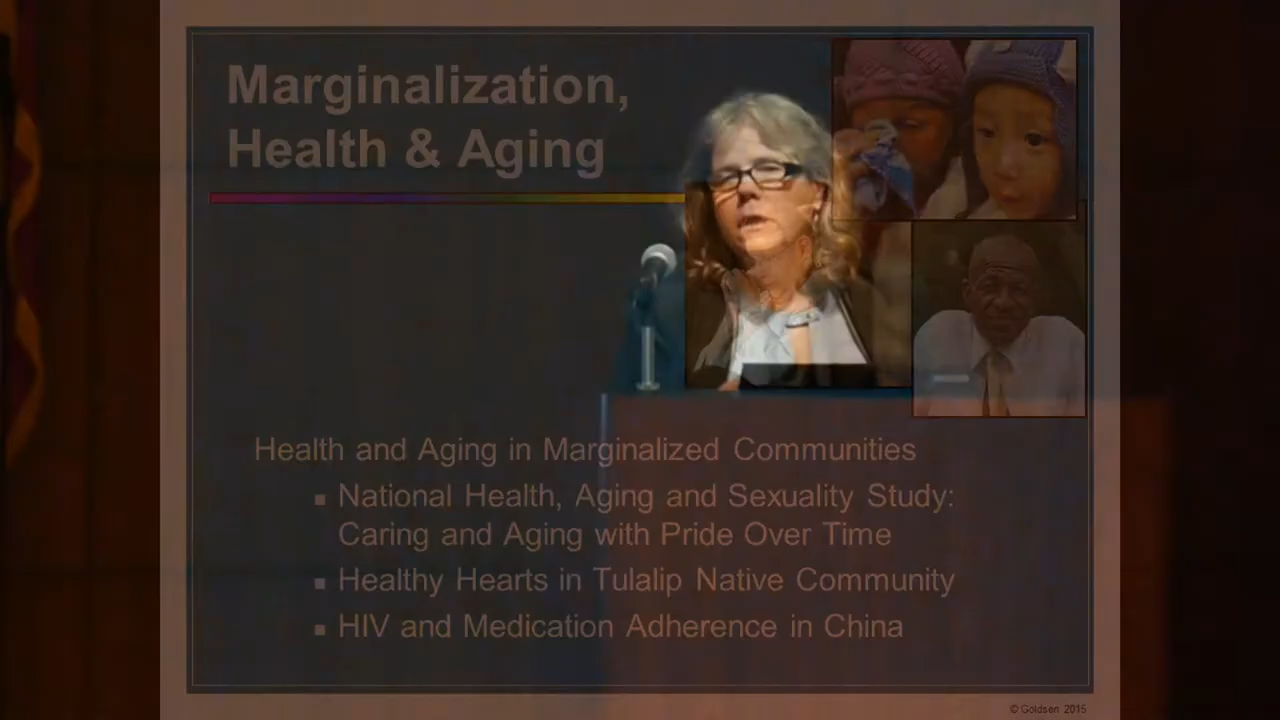 Marginalization,
Health & Aging
Health and Aging in Marginalized Communities
▪ National Health, Aging and Sexuality Study:
Caring and Aging with Pride Over Time
▪ Healthy Hearts in Tulalip Native Community
▪ HIV and Medication Adherence in China
© Goldsen 2015